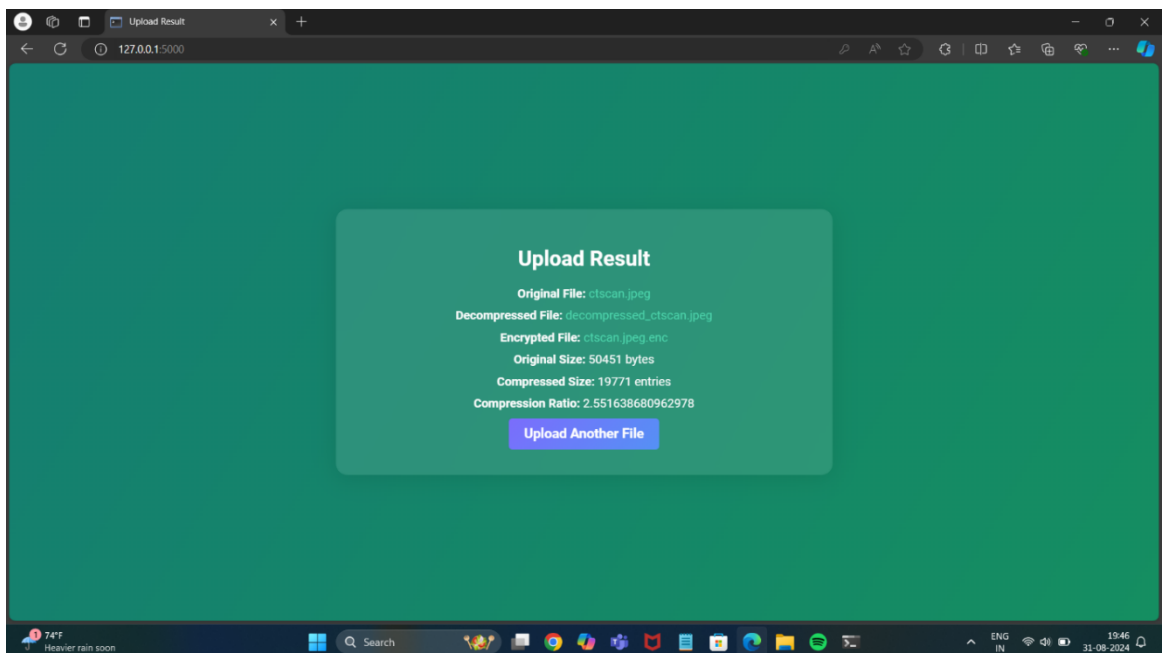 Upload Result
127.0.0.1:5000
Upload Result
Original File: ctscan.jpeg
Decompressed File: decompressed_ctscan.jpeg
Encrypted File: ctscan.jpeg.enc
Original Size: 50451 bytes
Compressed Size: 19771 entries
Compression Ratio: 2.551638680962978
Upload Another File
1
74°F
Heavier rain soon
Search
ENG
IN
19:46
31-08-2024